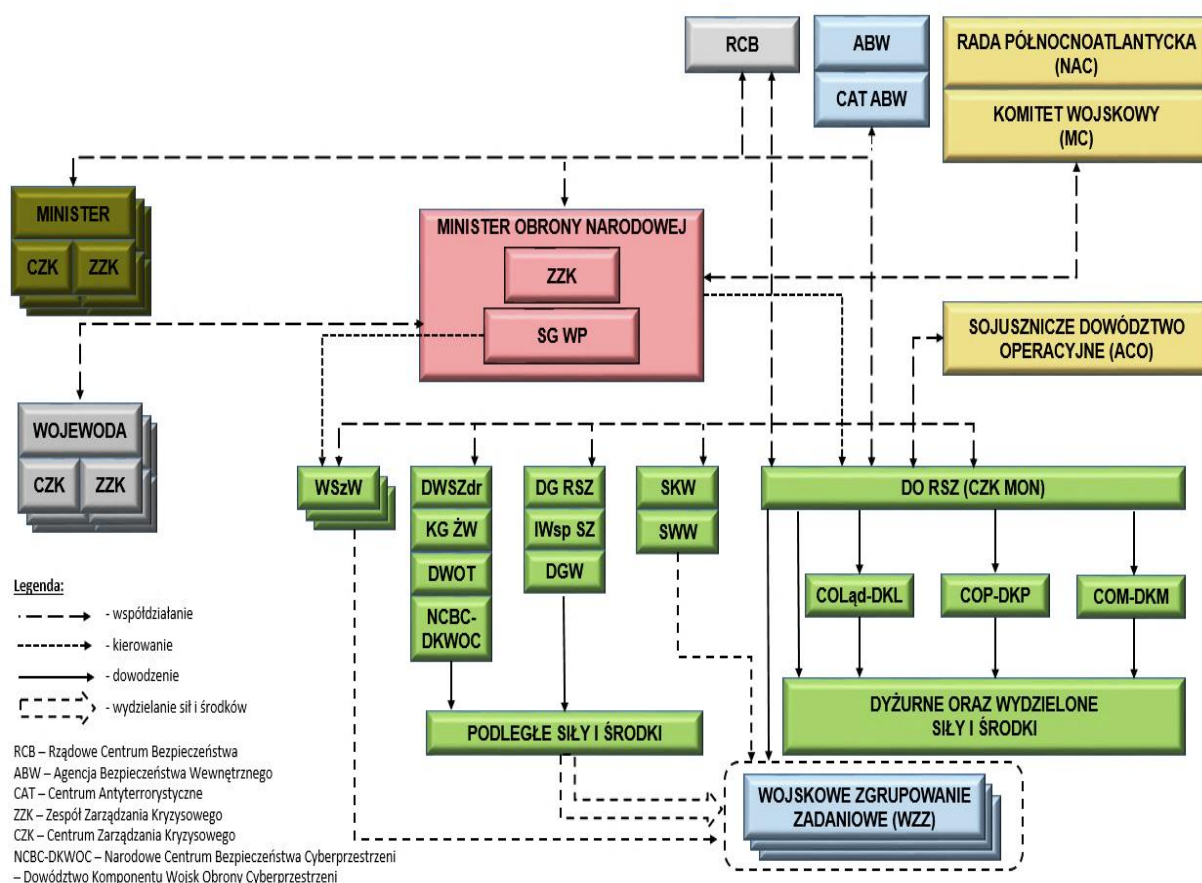 RCB
ABW
CAT ABW
RADA PÓŁNOCNOATLANTYCKA
(NAC)
KOMITET WOJSKOWY
(MC)
MINISTER
CZK
ZZK
MINISTER OBRONY NARODOWEJ
ZZK
SG WP
SOJUSZNICZE DOWÓDZTWO
OPERACYJNE (ACO)
WOJEWODA
CZK
ZZK
WSzW
DWSZdr
KG ŻW
DWOT
NCBC-
DKWOC
DG RSZ
IWsp SZ
DGW
SKW
SWW
DO RSZ (CZK MON)
COLąd-DKL
COP-DKP
COM-DKM
PODLEGŁE SIŁY I ŚRODKI
DYŻURNE ORAZ WYDZIELONE
SIŁY I ŚRODKI
WOJSKOWE ZGRUPOWANIE
ZADANIOWE (WZZ)
Legenda:
- współdziałanie
- kierowanie
- dowodzenie
- wydzielanie sił i środków
RCB – Rządowe Centrum Bezpieczeństwa
ABW – Agencja Bezpieczeństwa Wewnętrznego
CAT – Centrum Antyterrorystyczne
ZZK – Zespół Zarządzania Kryzysowego
CZK – Centrum Zarządzania Kryzysowego
NCBC-DKWOC – Narodowe Centrum Bezpieczeństwa Cyberprzestrzeni
– Dowództwo Komponentu Wojsk Obrony Cyberprzestrzeni